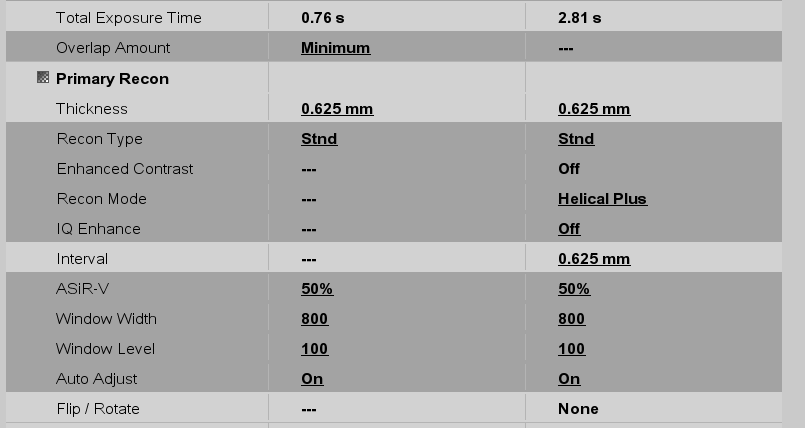 Total Exposure Time 0.76 s 2.81 s
Overlap Amount Minimum ---
Primary Recon
Thickness 0.625 mm 0.625 mm
Recon Type Stnd Stnd
Enhanced Contrast --- Off
Recon Mode --- Helical Plus
IQ Enhance --- Off
Interval --- 0.625 mm
ASiR-V 50% 50%
Window Width 800 800
Window Level 100 100
Auto Adjust On On
Flip / Rotate --- None